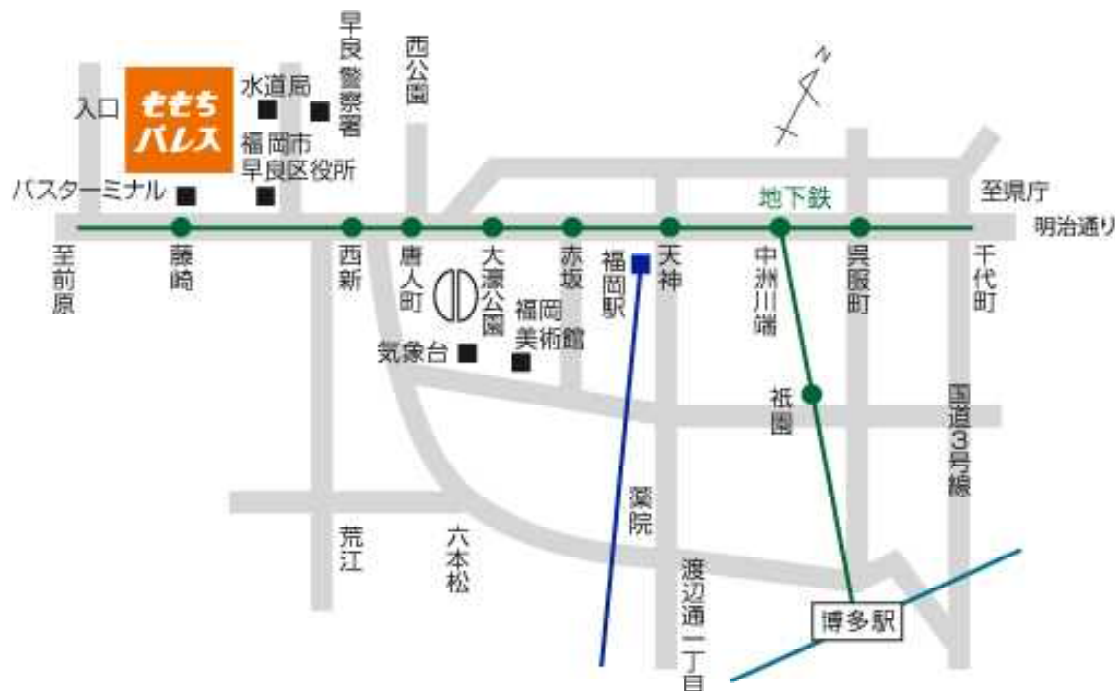 入口
ももち
パレス
水道局
早良警察署
西公園
福岡市
早良区役所
バスターミナル
N
地下鉄
至県庁
明治通り
至前原
藤崎
西新
唐人町
大濠公園
赤坂
福岡駅
天神
中洲川端
呉服町
千代町
福岡
美術館
気象台
祇園
国道3号線
薬院
荒江
六本松
渡辺通一丁目
博多駅